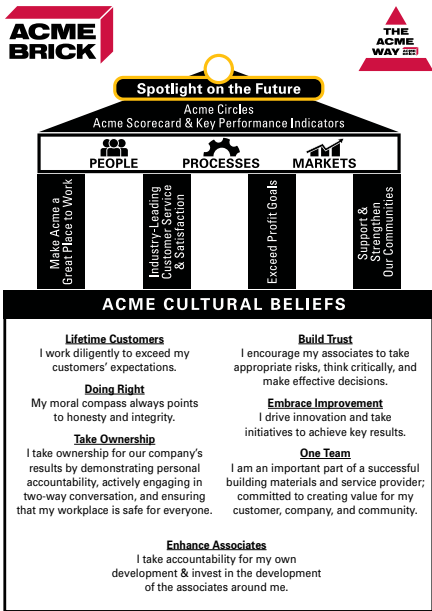 ACME
BRICK
THE
ACME
WAY
Spotlight on the Future
Acme Circles
Acme Scorecard & Key Performance Indicators
PEOPLE
PROCESSES
MARKETS
Make Acme a
Great Place to Work
Industry-Leading
Customer Service
& Satisfaction
Exceed Profit Goals
Support &
Strengthen
Our Communities
ACME CULTURAL BELIEFS
Lifetime Customers
I work diligently to exceed my
customers' expectations.
Doing Right
My moral compass always points
to honesty and integrity.
Take Ownership
I take ownership for our company's
results by demonstrating personal
accountability, actively engaging in
two-way conversation, and ensuring
that my workplace is safe for everyone.
Build Trust
I encourage my associates to take
appropriate risks, think critically, and
make effective decisions.
Embrace Improvement
I drive innovation and take
initiatives to achieve key results.
One Team
I am an important part of a successful
building materials and service provider;
committed to creating value for my
customer, company, and community.
Enhance Associates
I take accountability for my own
development & invest in the development
of the associates around me.